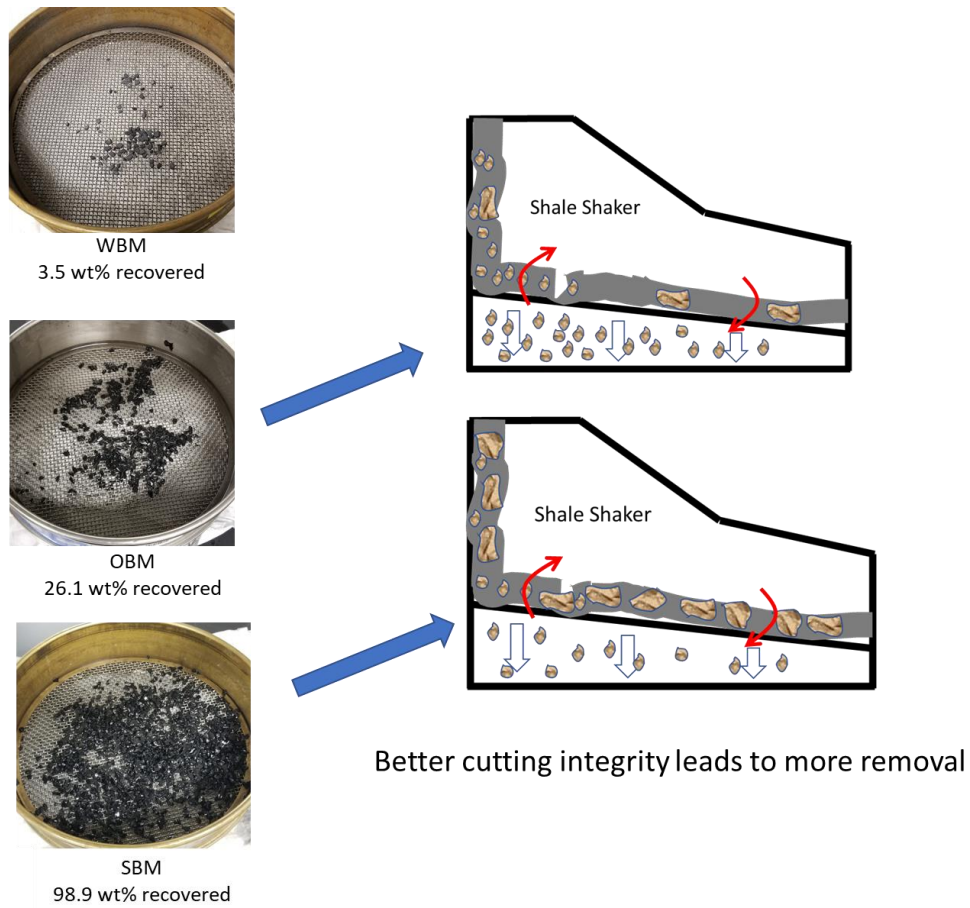 WBM
3.5 wt% recovered
Shale Shaker
OBM
26.1 wt% recovered
Shale Shaker
SBM
98.9 wt% recovered
Better cutting integrity leads to more removal